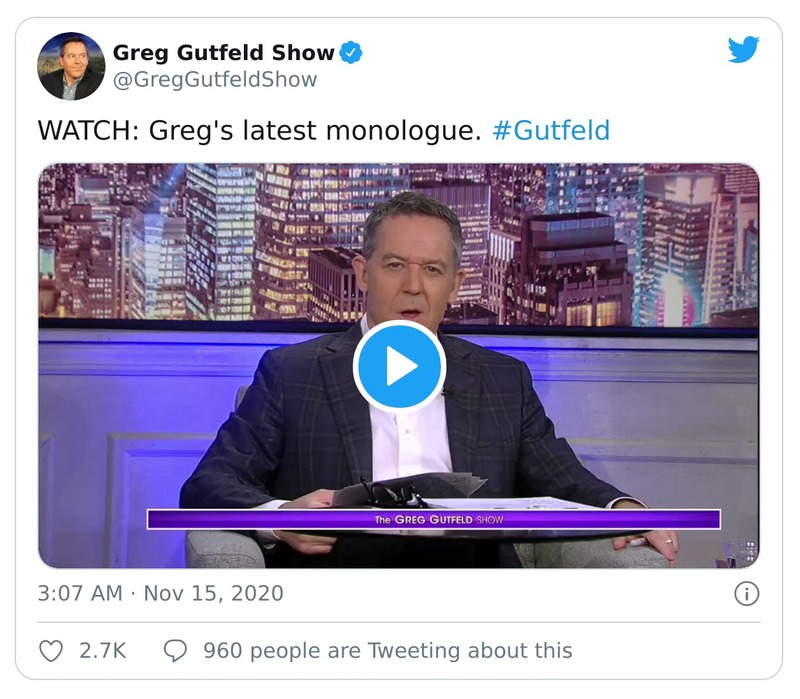 Greg Gutfeld Show
@GregGutfeldShow
WATCH: Greg's latest monologue. #Gutfeld
The GREG GUTFELD SHOW
3:07 AM · Nov 15, 2020
2.7K 960 people are Tweeting about this